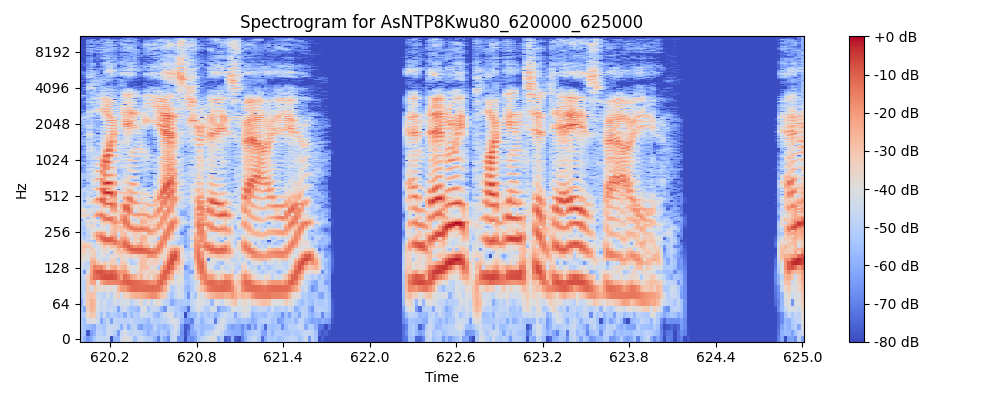 Spectrogram for AsNTP8Kwu80_620000_625000
8192
4096
2048
1024
512
256
128
64
0
Hz
620.2 620.8 621.4 622.0 622.6 623.2 623.8 624.4 625.0
Time
+0 dB
-10 dB
-20 dB
-30 dB
-40 dB
-50 dB
-60 dB
-70 dB
-80 dB